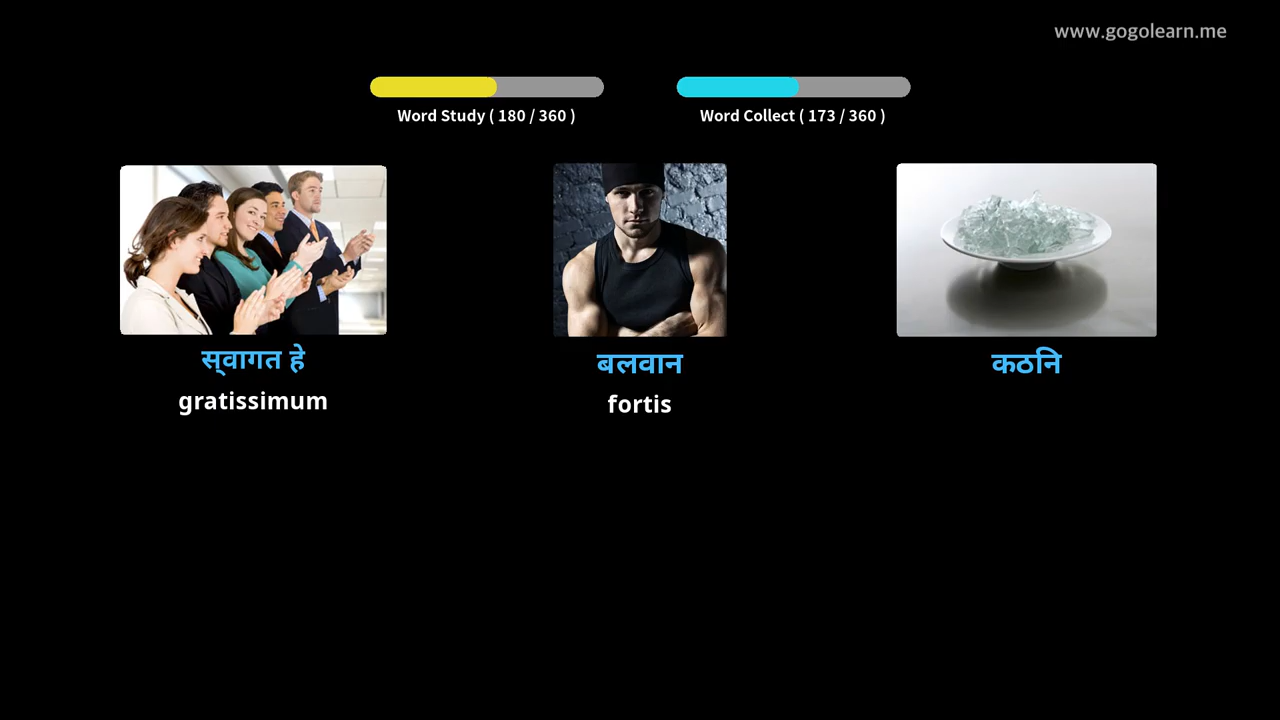 www.gogolearn.me
Word Study ( 180 / 360 )
Word Collect ( 173 / 360 )
स्वागत हे
बलवान
कठनि
gratissimum
fortis